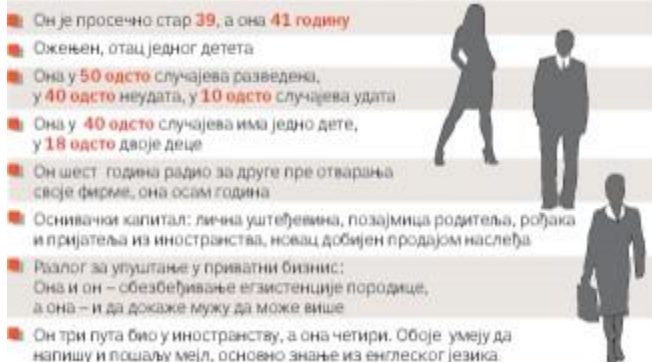 Он је просечно стар 39, а она 41 годину
Ожењен, отац једног детета
Она у 50 одсто случајева разведена,
у 40 одсто неудата, у 10 одсто случајева удата
Она у 40 одсто случајева има једно дете,
у 18 одсто двоје деце
Он шест година радио за друге пре отварања
своје фирме, она осам година
Оснивачки капитал: лична уштеђевина, позајмица родитеља, рођака
и пријатеља из иностранства, новац добијен продајом наслеђа
Разлог за упуштање у приватни бизнис:
Она и он – обезбеђивање егзистенције породице,
а она – и да докаже мужу да може више
Он три пута био у иностранству, а она четири. Обоје умеју да
напишу и пошаљу мејл, основно знање из енглеског језика